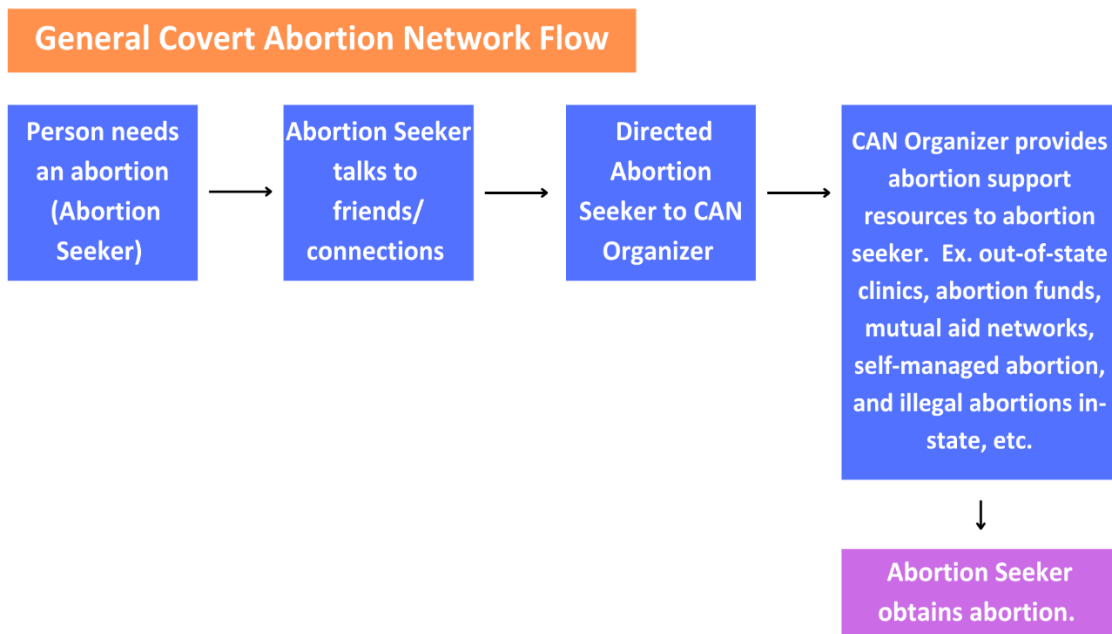 General Covert Abortion Network Flow
Person needs
an abortion
(Abortion
Seeker)
Abortion Seeker
talks to
friends/
connections
Directed
Abortion
Seeker to CAN
Organizer
CAN Organizer provides
abortion support
resources to abortion
seeker.  Ex. out-of-state
clinics, abortion funds,
mutual aid networks,
self-managed abortion,
and illegal abortions in-
state, etc.
Abortion Seeker
obtains abortion.